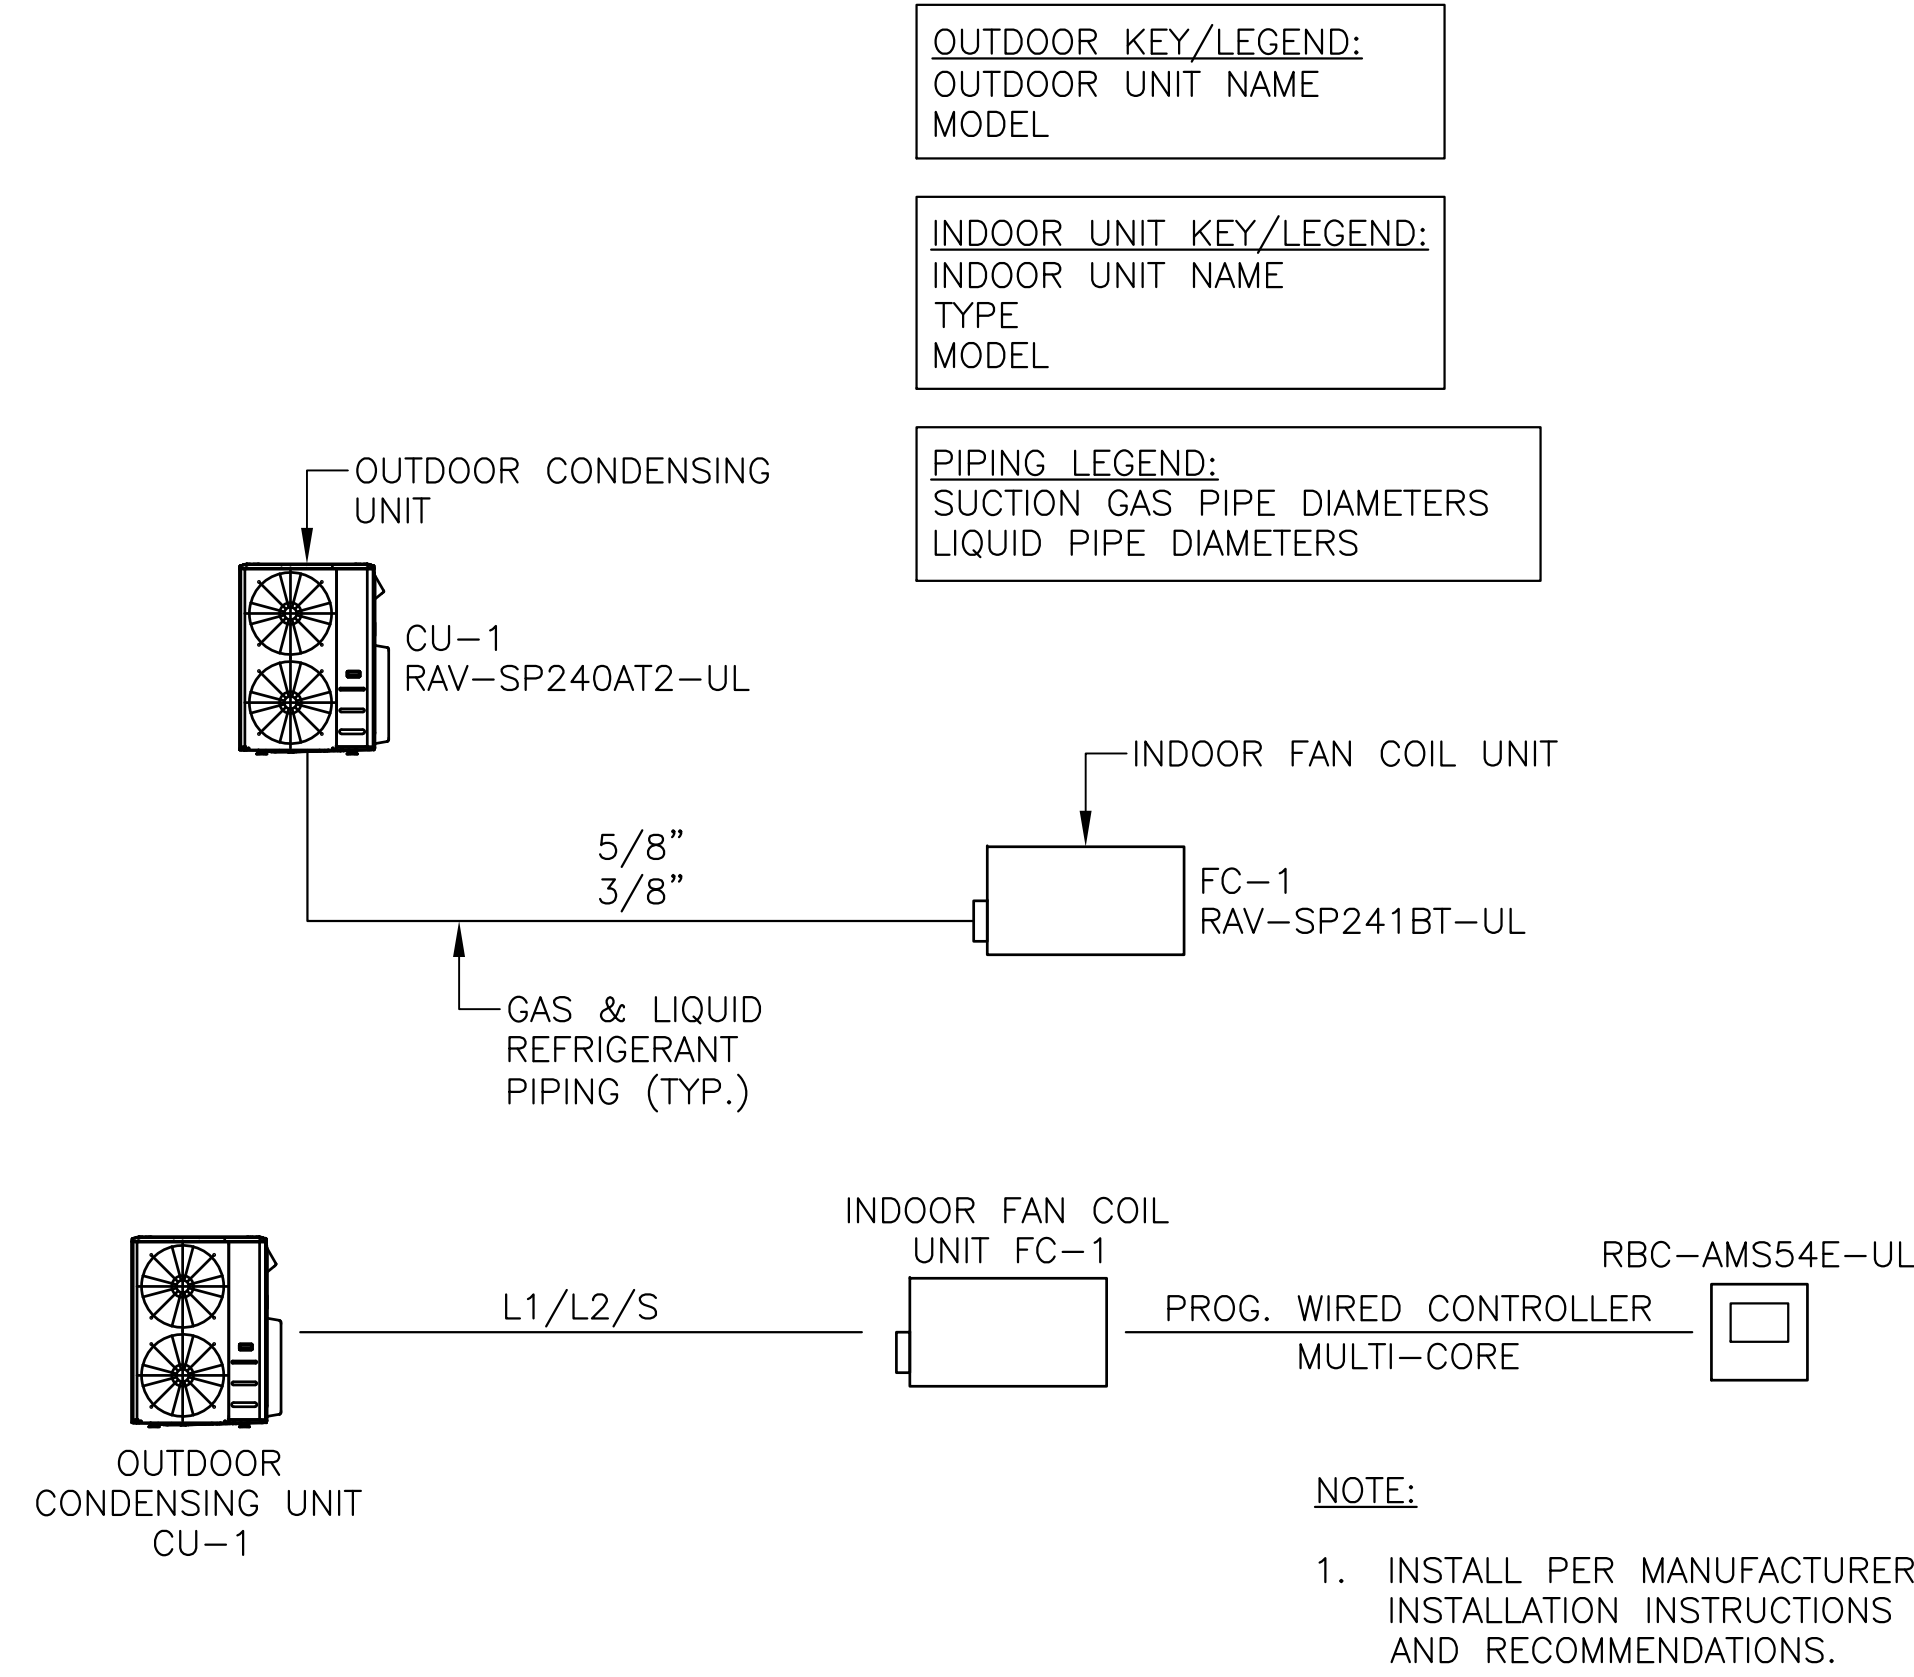 OUTDOOR KEY/LEGEND:
OUTDOOR UNIT NAME
MODEL
INDOOR UNIT KEY/LEGEND:
INDOOR UNIT NAME
TYPE
MODEL
PIPING LEGEND:
SUCTION GAS PIPE DIAMETERS
LIQUID PIPE DIAMETERS
OUTDOOR CONDENSING
UNIT
CU-1
RAV-SP240AT2-UL
INDOOR FAN COIL UNIT
5/8"
3/8"
FC-1
RAV-SP241BT-UL
GAS & LIQUID
REFRIGERANT
PIPING (TYP.)
INDOOR FAN COIL
UNIT FC-1
RBC-AMS54E-UL
L1/L2/S
PROG. WIRED CONTROLLER
MULTI-CORE
OUTDOOR
CONDENSING UNIT
CU-1
NOTE:
1. INSTALL PER MANUFACTURER
INSTALLATION INSTRUCTIONS
AND RECOMMENDATIONS.